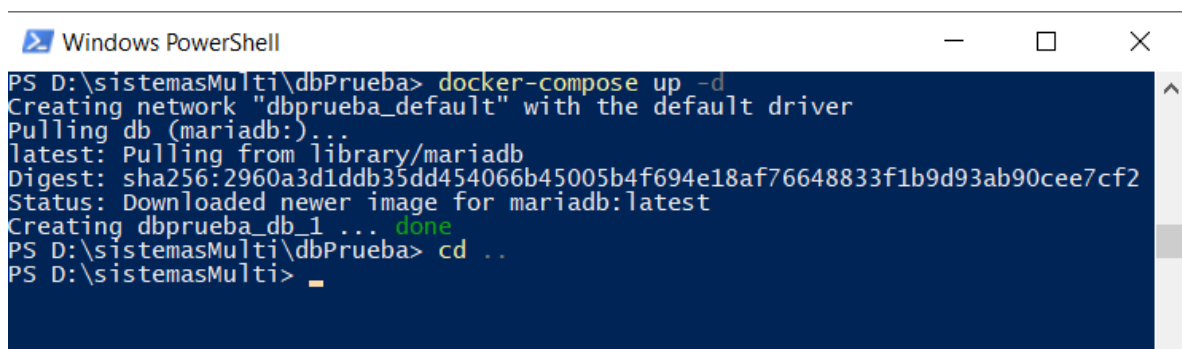 Windows PowerShell
PS D:\sistemasMulti\dbPrueba> docker-compose up -d
Creating network "dbprueba_default" with the default driver
Pulling db (mariadb:)...
latest: Pulling from library/mariadb
Digest: sha256:2960a3d1ddb35dd454066b45005b4f694e18af76648833f1b9d93ab90cee7cf2
Status: Downloaded newer image for mariadb:latest
Creating dbprueba_db_1 ... done
PS D:\sistemasMulti\dbPrueba> cd ..
PS D:\sistemasMulti>